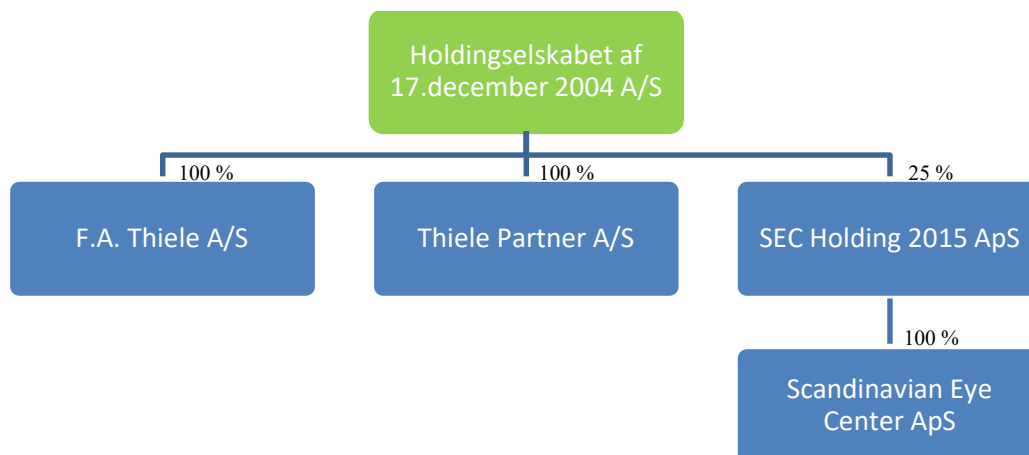 Holdingselskabet af
17.december 2004 A/S
100 %
100 %
25 %
F.A. Thiele A/S
Thiele Partner A/S
SEC Holding 2015 ApS
100 %
Scandinavian Eye
Center ApS